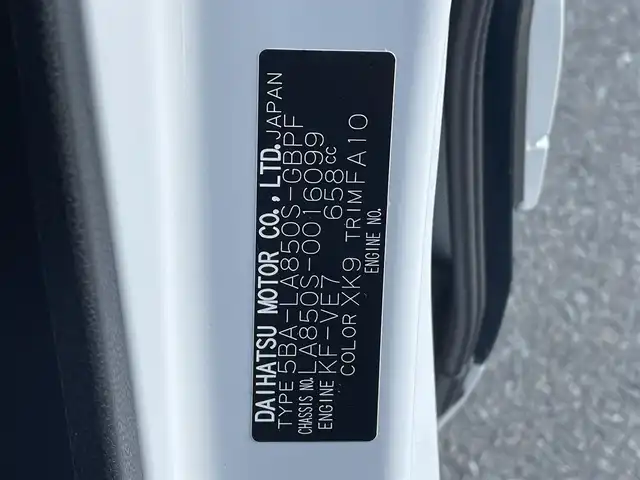 DAIHATSU MOTOR CO., LTD. JAPAN
TYPE 5BA-LA850S-GBPF
CHASSIS NO. LA850S-0016099
ENGINE KF-VE7 658cc
COLOR XK9 TRIM FA10
ENGINE NO.